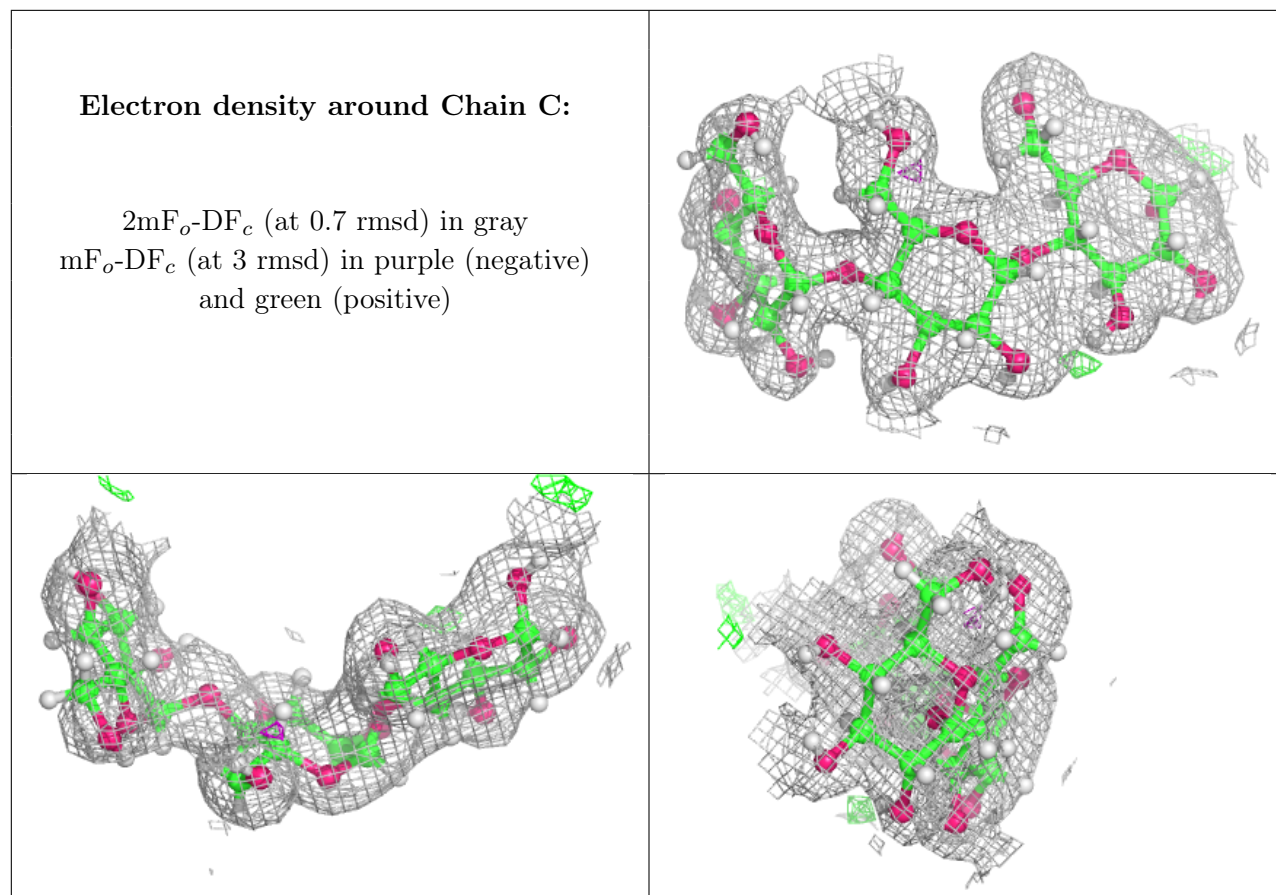 Electron density around Chain C:
2mFo-DFc (at 0.7 rmsd) in gray
mFo-DFc (at 3 rmsd) in purple (negative)
and green (positive)